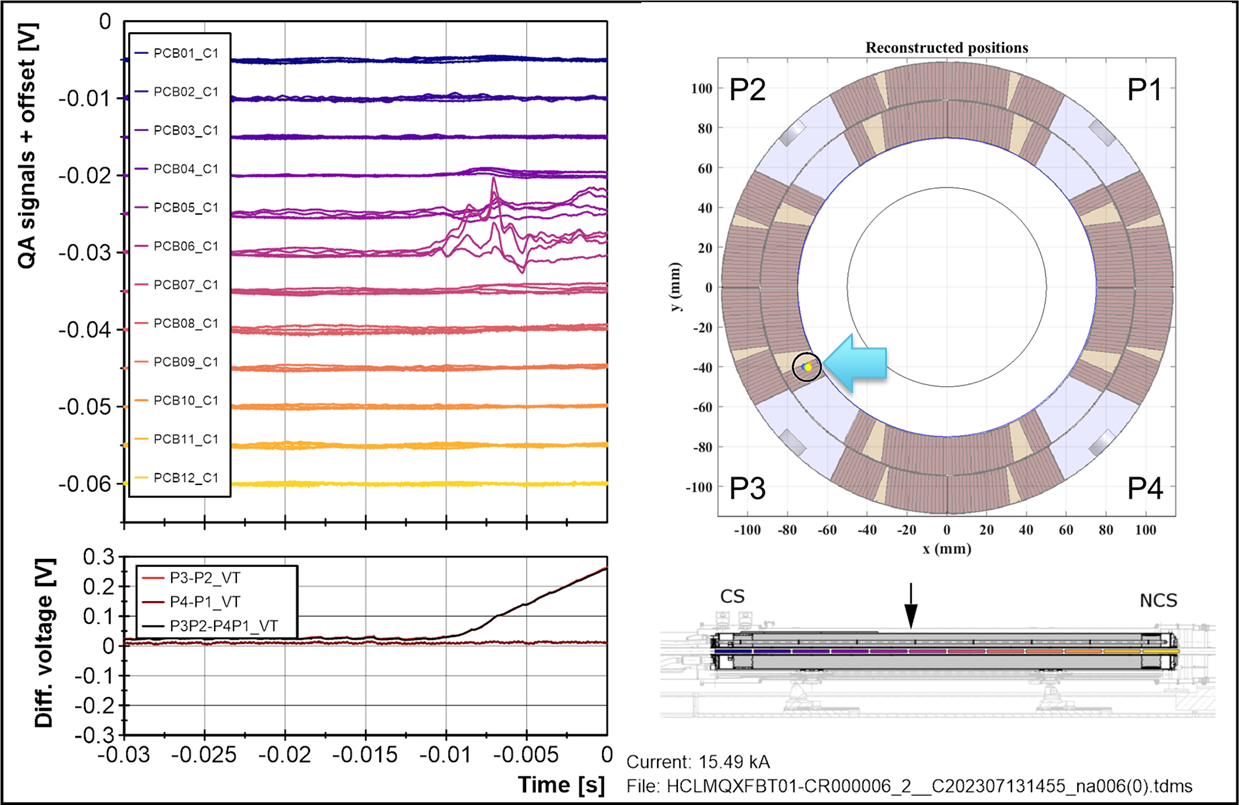 QA signals + offset [V]
0
-0.01
-0.02
-0.03
-0.04
-0.05
-0.06
PCB01_C1
PCB02_C1
PCB03_C1
PCB04_C1
PCB05_C1
PCB06_C1
PCB07_C1
PCB08_C1
PCB09_C1
PCB10_C1
PCB11_C1
PCB12_C1
Diff. voltage [V]
0.3
0.2
0.1
0
-0.1
-0.2
-0.3
P3-P2_VT
P4-P1_VT
P3P2-P4P1_VT
-0.03 -0.025 -0.02 -0.015 -0.01 -0.005 0
Time [s]
Reconstructed positions
P2 P1
P3 P4
y (mm)
100
80
60
40
20
0
-20
-40
-60
-80
-100
-100 -80 -60 -40 -20 0 20 40 60 80 100
x (mm)
CS NCS
Current: 15.49 kA
File: HCLMQXFBT01-CR000006_2__C202307131455_na006(0).tdms